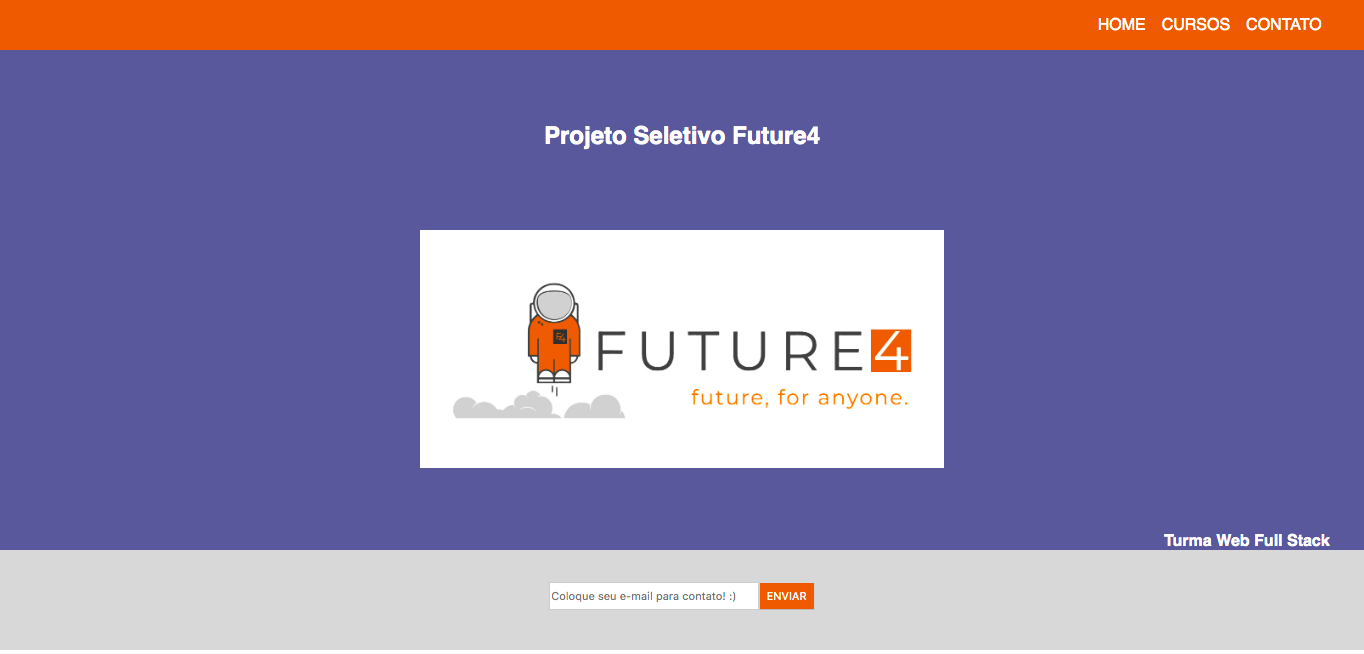 HOME CURSOS CONTATO
Projeto Seletivo Future4
F4
FUTURE4
future, for anyone.
Turma Web Full Stack
Coloque seu e-mail para contato! :) ENVIAR